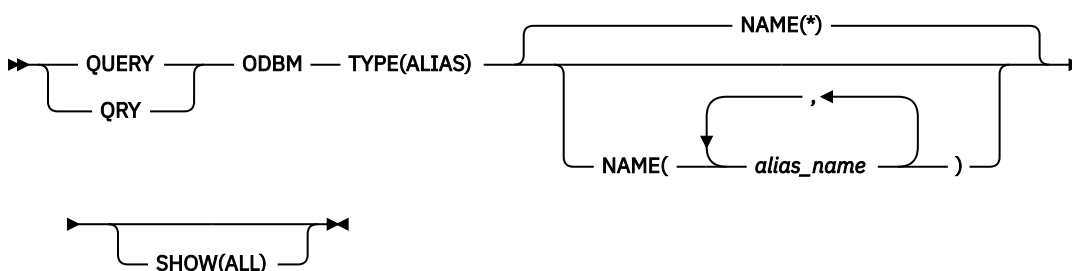 NAME(*)
QUERY ODBM TYPE(ALIAS)
QRY
,
NAME( alias_name )
SHOW(ALL)